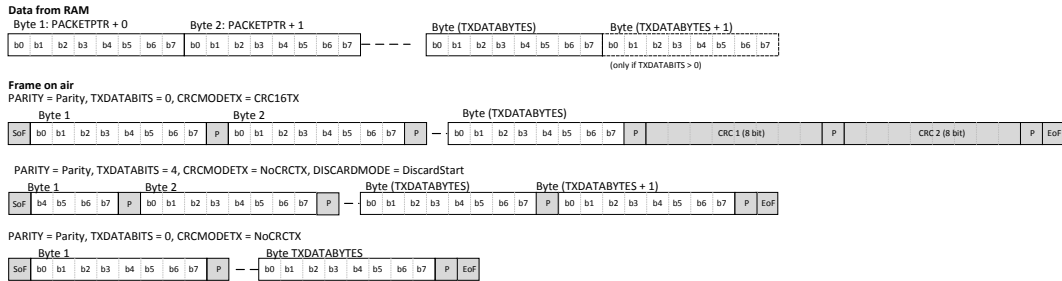 Data from RAM
Byte 1: PACKETPTR + 0 Byte 2: PACKETPTR + 1 Byte (TXDATABYTES) Byte (TXDATABYTES + 1)
b0 b1 b2 b3 b4 b5 b6 b7 b0 b1 b2 b3 b4 b5 b6 b7 b0 b1 b2 b3 b4 b5 b6 b7 b0 b1 b2 b3 b4 b5 b6 b7
(only if TXDATABITS > 0)
Frame on air
PARITY = Parity, TXDATABITS = 0, CRCMODETX = CRC16TX
Byte 1 Byte 2 Byte (TXDATABYTES)
SoF b0 b1 b2 b3 b4 b5 b6 b7 P b0 b1 b2 b3 b4 b5 b6 b7 P b0 b1 b2 b3 b4 b5 b6 b7 P CRC 1 (8 bit) P CRC 2 (8 bit) P EoF
PARITY = Parity, TXDATABITS = 4, CRCMODETX = NoCRCTX, DISCARDMODE = DiscardStart
Byte 1 Byte 2 Byte (TXDATABYTES) Byte (TXDATABYTES + 1)
SoF b4 b5 b6 b7 P b0 b1 b2 b3 b4 b5 b6 b7 P b0 b1 b2 b3 b4 b5 b6 b7 P b0 b1 b2 b3 b4 b5 b6 b7 P EoF
PARITY = Parity, TXDATABITS = 0, CRCMODETX = NoCRCTX
Byte 1 Byte TXDATABYTES
SoF b0 b1 b2 b3 b4 b5 b6 b7 P b0 b1 b2 b3 b4 b5 b6 b7 P EoF